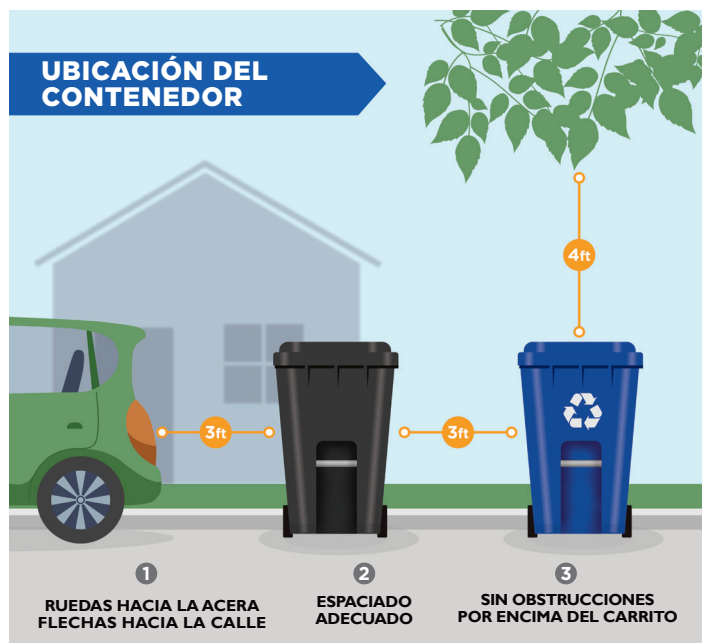 UBICACIÓN DEL
CONTENEDOR
4ft
3ft
3ft
1
RUEDAS HACIA LA ACERA
FLECHAS HACIA LA CALLE
2
ESPACIADO
ADECUADO
3
SIN OBSTRUCCIONES
POR ENCIMA DEL CARRITO